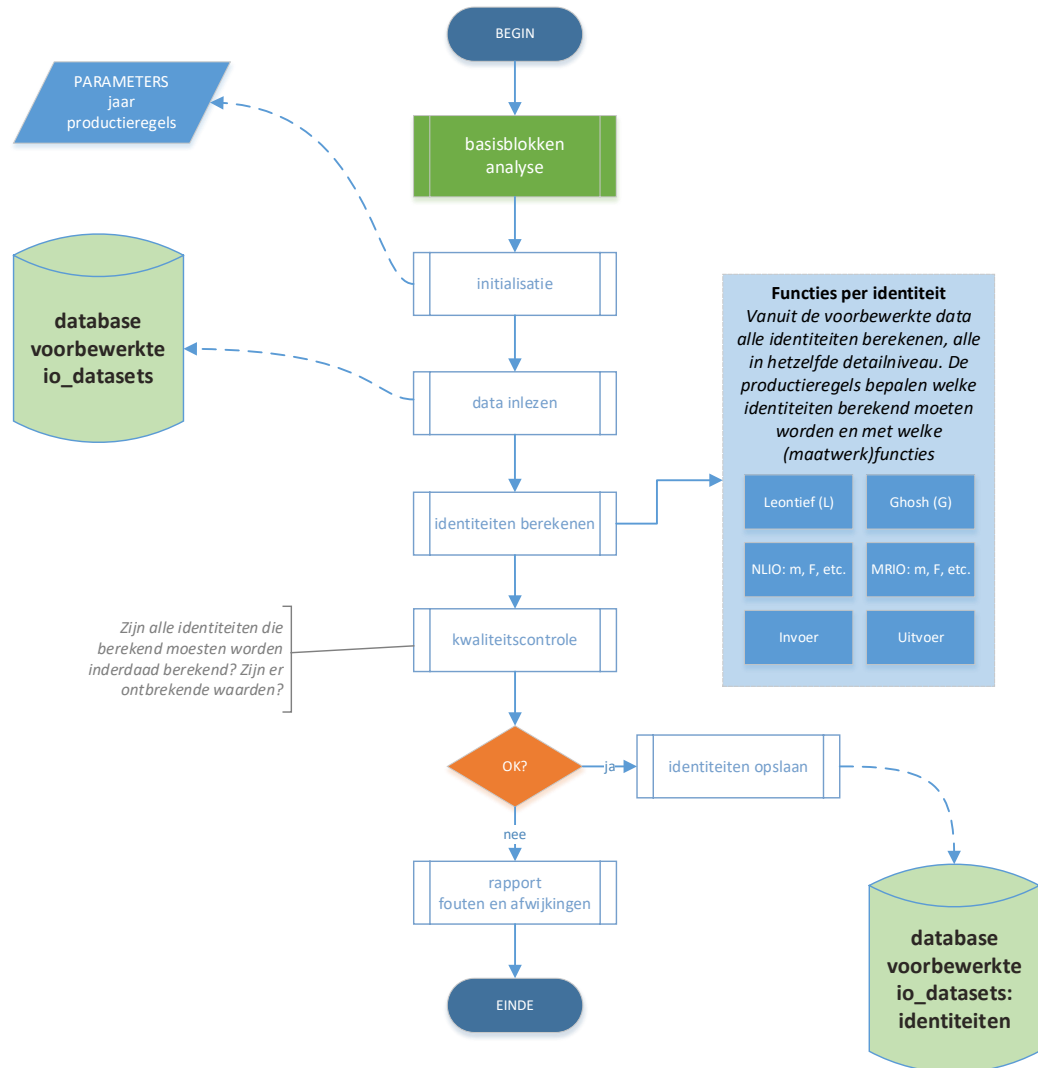 BEGIN
PARAMETERS
jaar
productieregels
basisblokken
analyse
initialisatie
database
voorbewerkte
io_datasets
data inlezen
Functies per identiteit
Vanuit de voorbewerkte data
alle identiteiten berekenen, alle
in hetzelfde detailniveau. De
productieregels bepalen welke
identiteiten berekend moeten
worden en met welke
(maatwerk)functies
Leontief (L)
Ghosh (G)
NLIO: m, F, etc.
MRIO: m, F, etc.
Invoer
Uitvoer
identiteiten berekenen
Zijn alle identiteiten die
berekend moesten worden
inderdaad berekend? Zijn er
ontbrekende waarden?
kwaliteitscontrole
OK?
ja
identiteiten opslaan
nee
rapport
fouten en afwijkingen
database
voorbewerkte
io_datasets:
identiteiten
EINDE